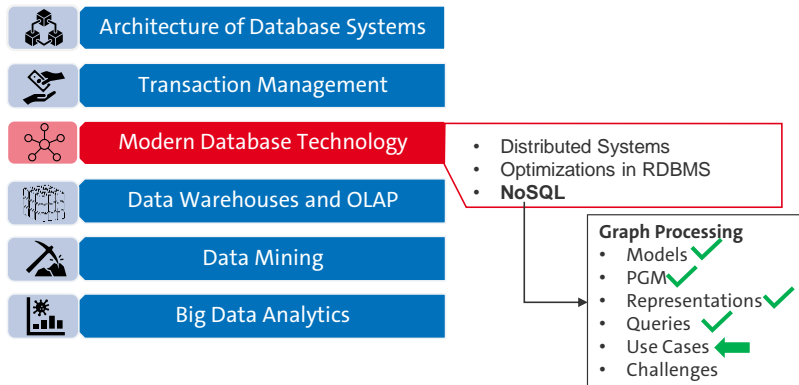 Architecture of Database Systems
Transaction Management
Modern Database Technology
• Distributed Systems
• Optimizations in RDBMS
• NoSQL
Data Warehouses and OLAP
Data Mining
Big Data Analytics
Graph Processing
• Models
• PGM
• Representations
• Queries
• Use Cases
• Challenges